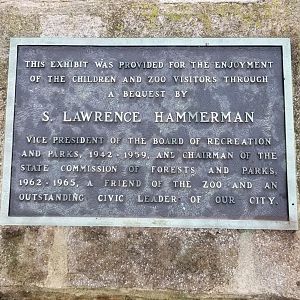 THIS EXHIBIT WAS PROVIDED FOR THE ENJOYMENT
OF THE CHILDREN AND ZOO VISITORS THROUGH
A BEQUEST BY
S. LAWRENCE HAMMERMAN
VICE PRESIDENT OF THE BOARD OF RECREATION
AND PARKS, 1942-1959, AND CHAIRMAN OF THE
STATE COMMISSION OF FORESTS AND PARKS,
1962-1965, A FRIEND OF THE ZOO AND AN
OUTSTANDING CIVIC LEADER OF OUR CITY.